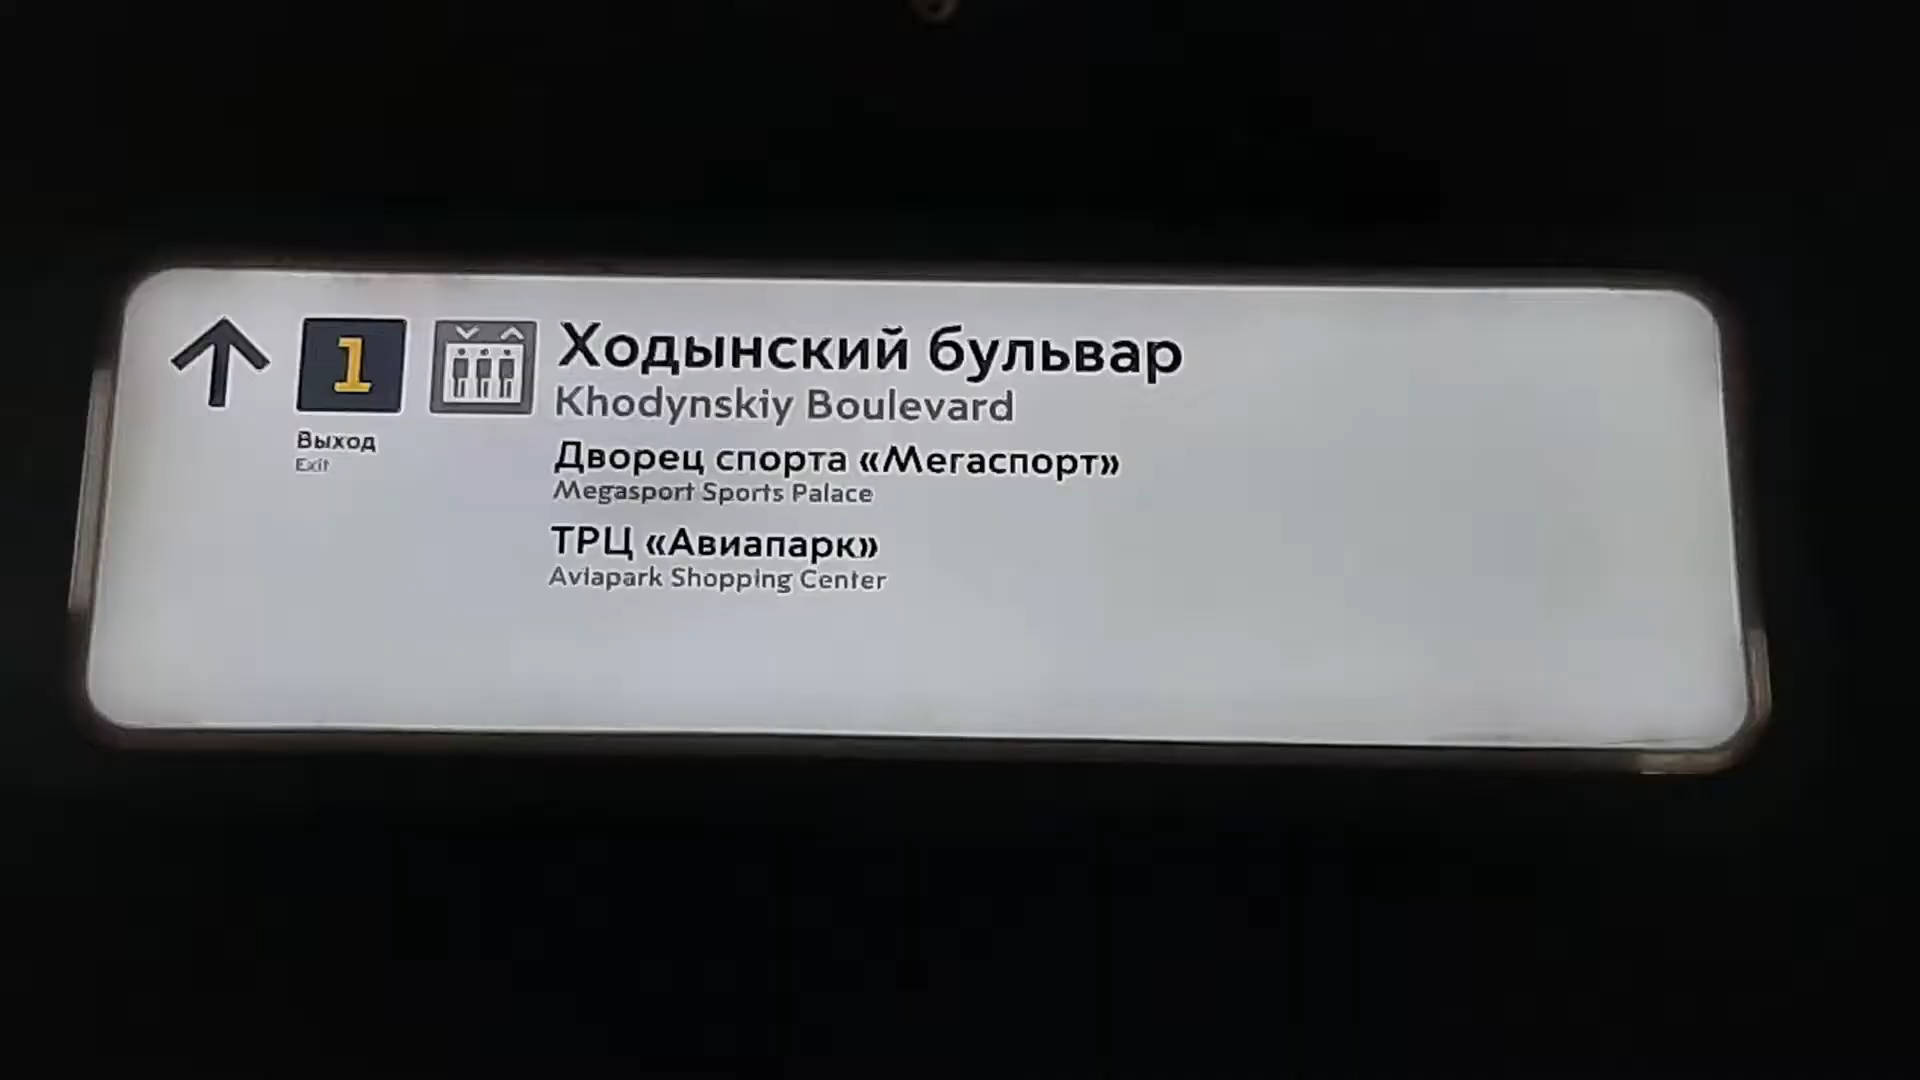 1
Выход
Exit
Ходынский бульвар
Khodynskiy Boulevard
Дворец спорта «Мегаспорт»
Megasport Sports Palace
ТРЦ «Авиапарк»
Aviapark Shopping Center